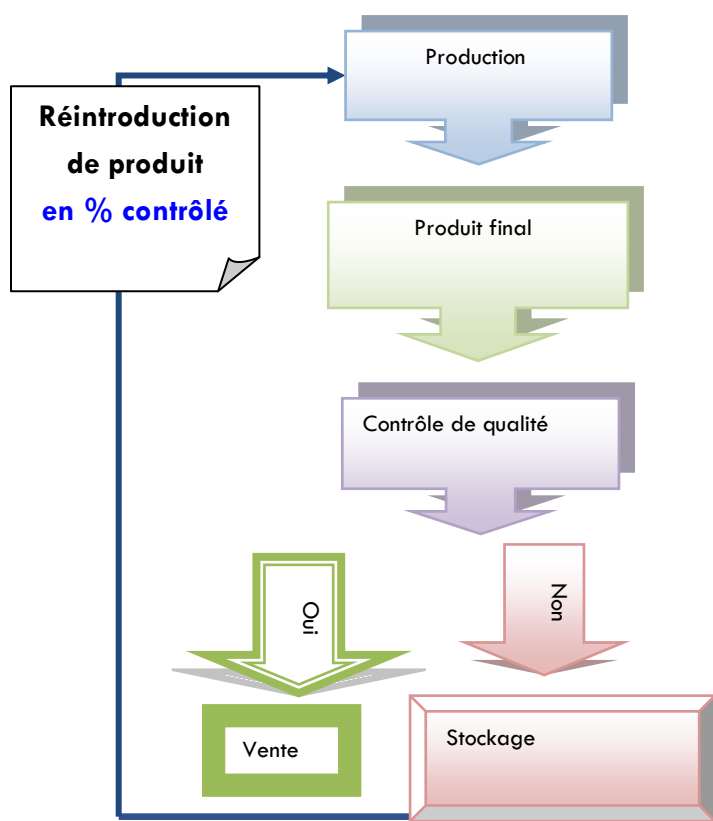 Production
Réintroduction
de produit
en % contrôlé
Produit final
Contrôle de qualité
Oui
Non
Vente
Stockage